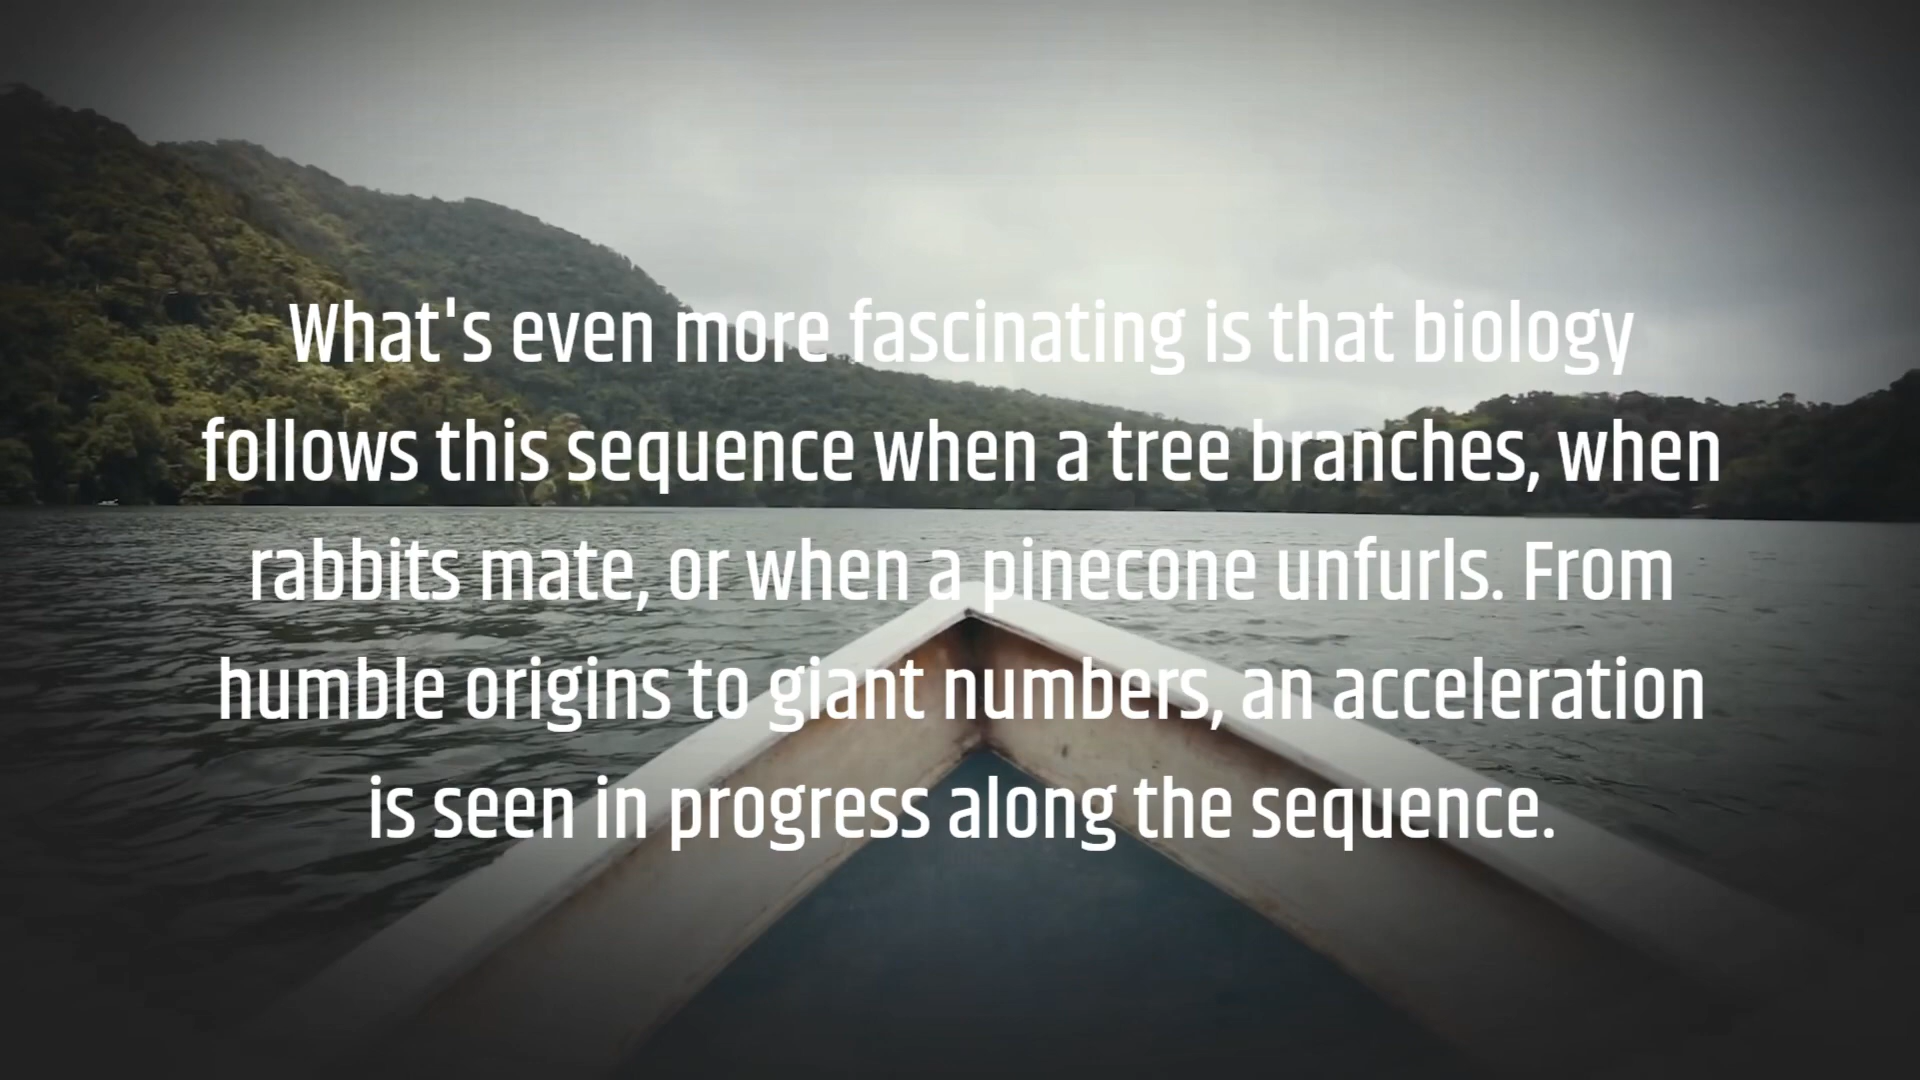 What's even more fascinating is that biology
follows this sequence when a tree branches, when
rabbits mate, or when a pinecone unfurls. From
humble origins to giant numbers, an acceleration
is seen in progress along the sequence.